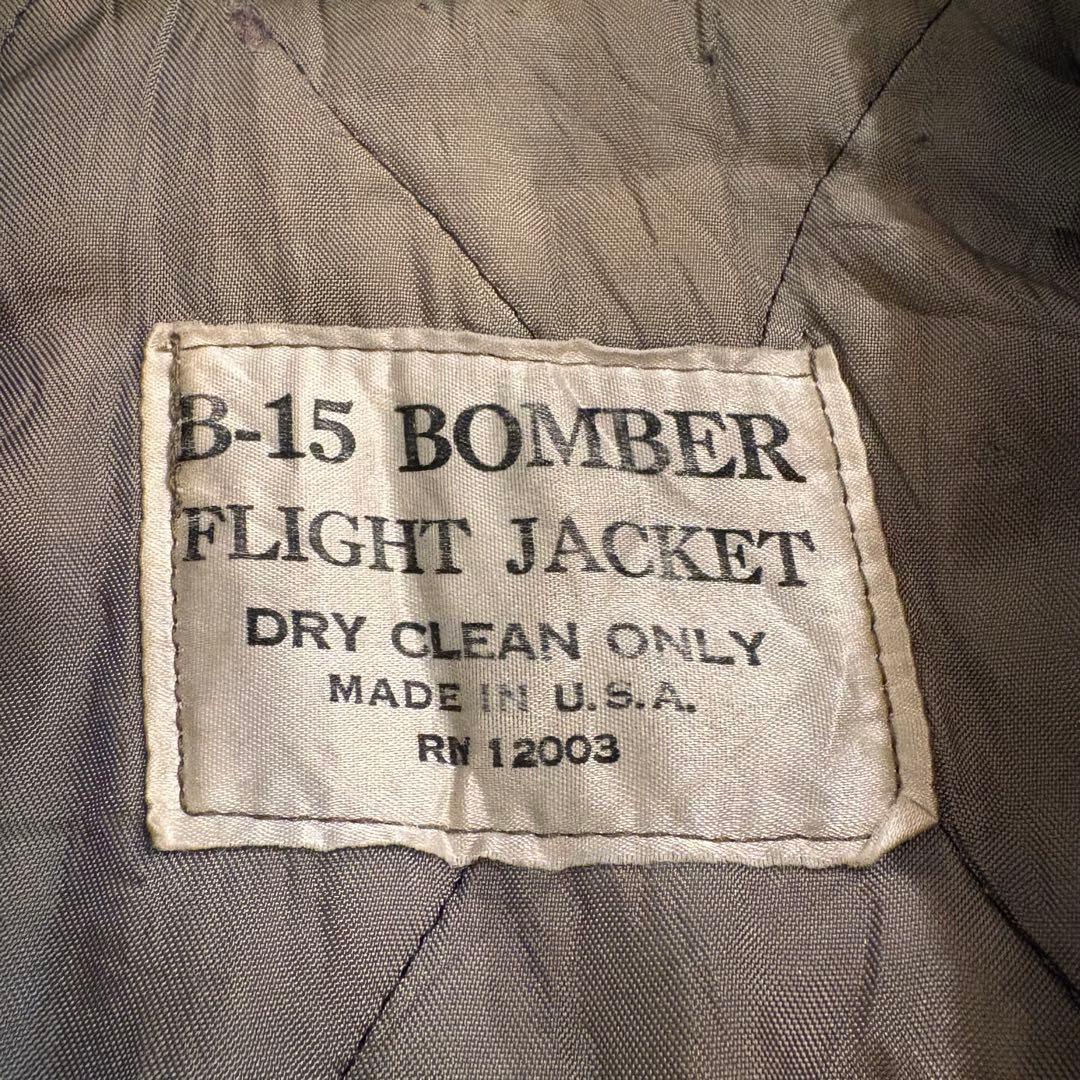 B-15 BOMBER
FLIGHT JACKET
DRY CLEAN ONLY
MADE IN U.S.A.
RN 12003